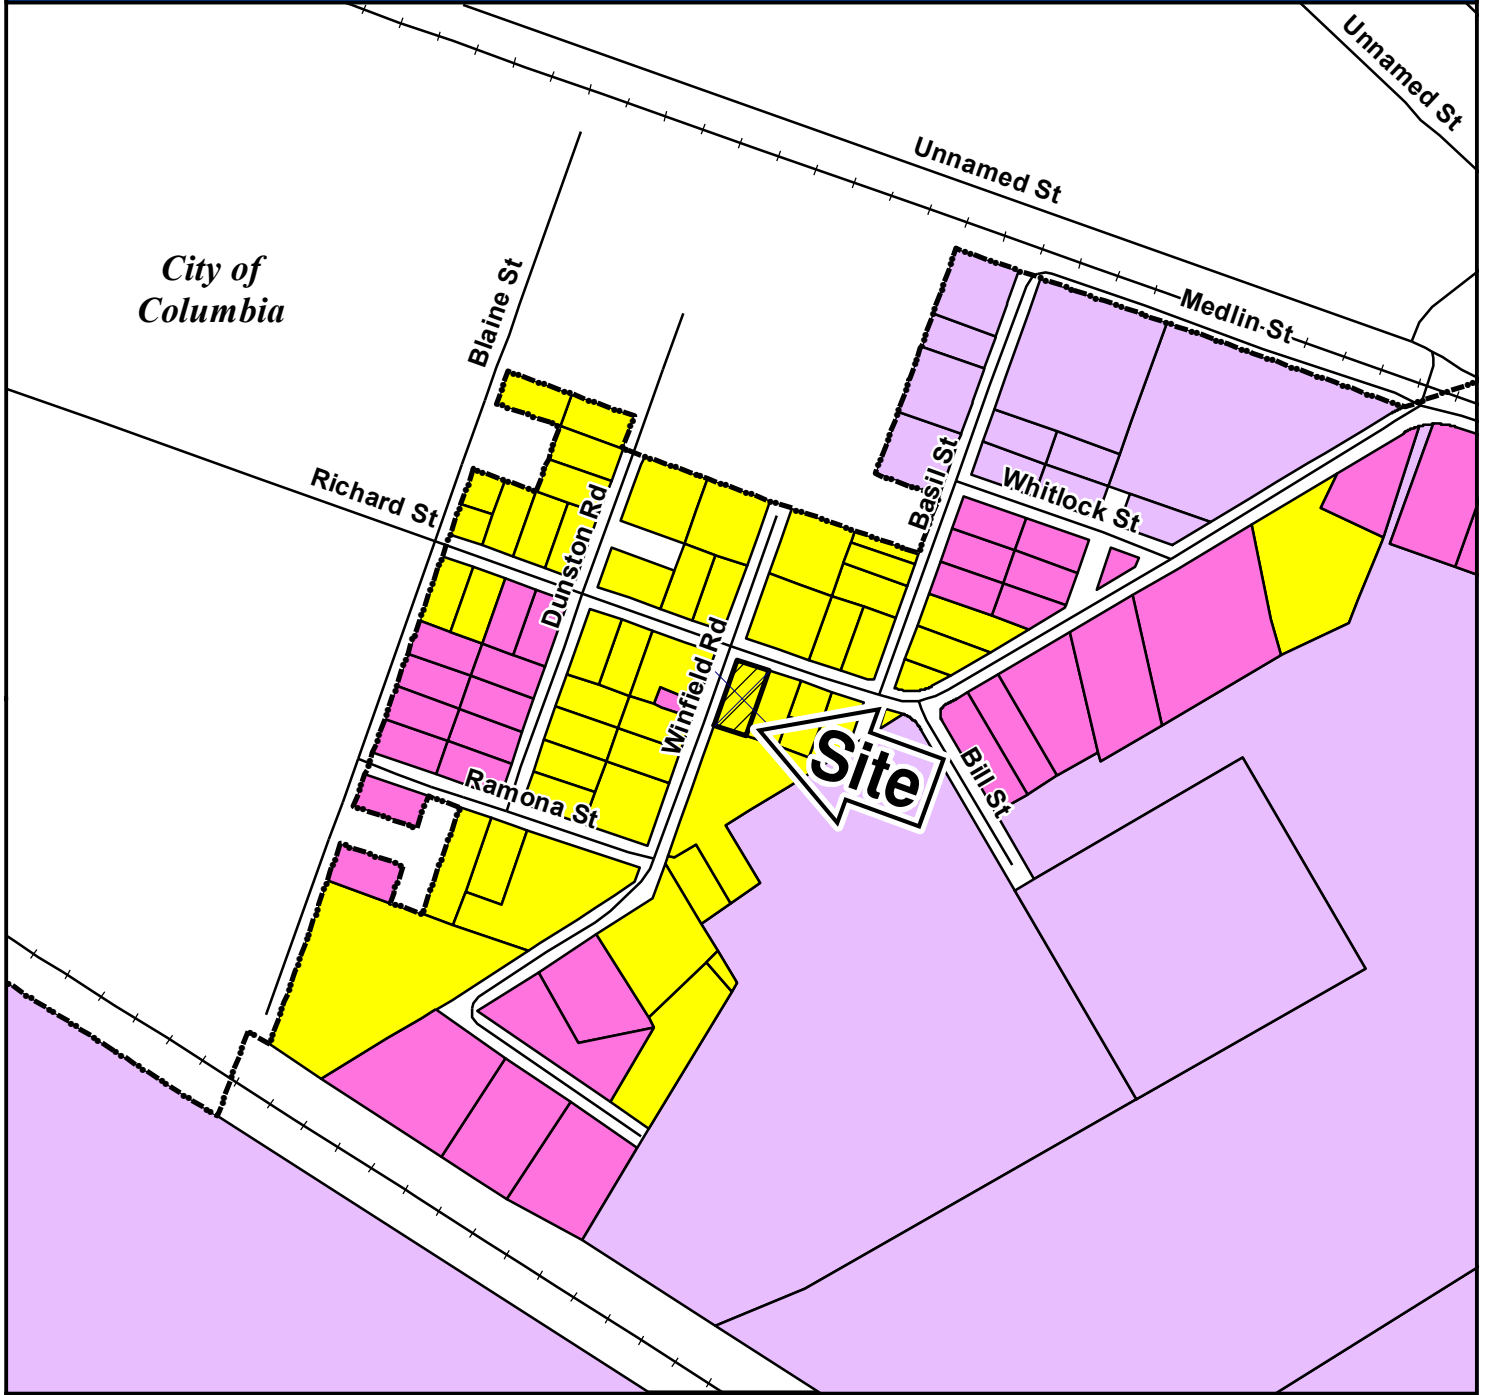 Unnamed St
Unnamed St
City of
Columbia
Blaine St
Medlin St
Richard St
Basil St
Whitlock St
Dunston Rd
Winfield Rd
Site
Bill St
Ramona St